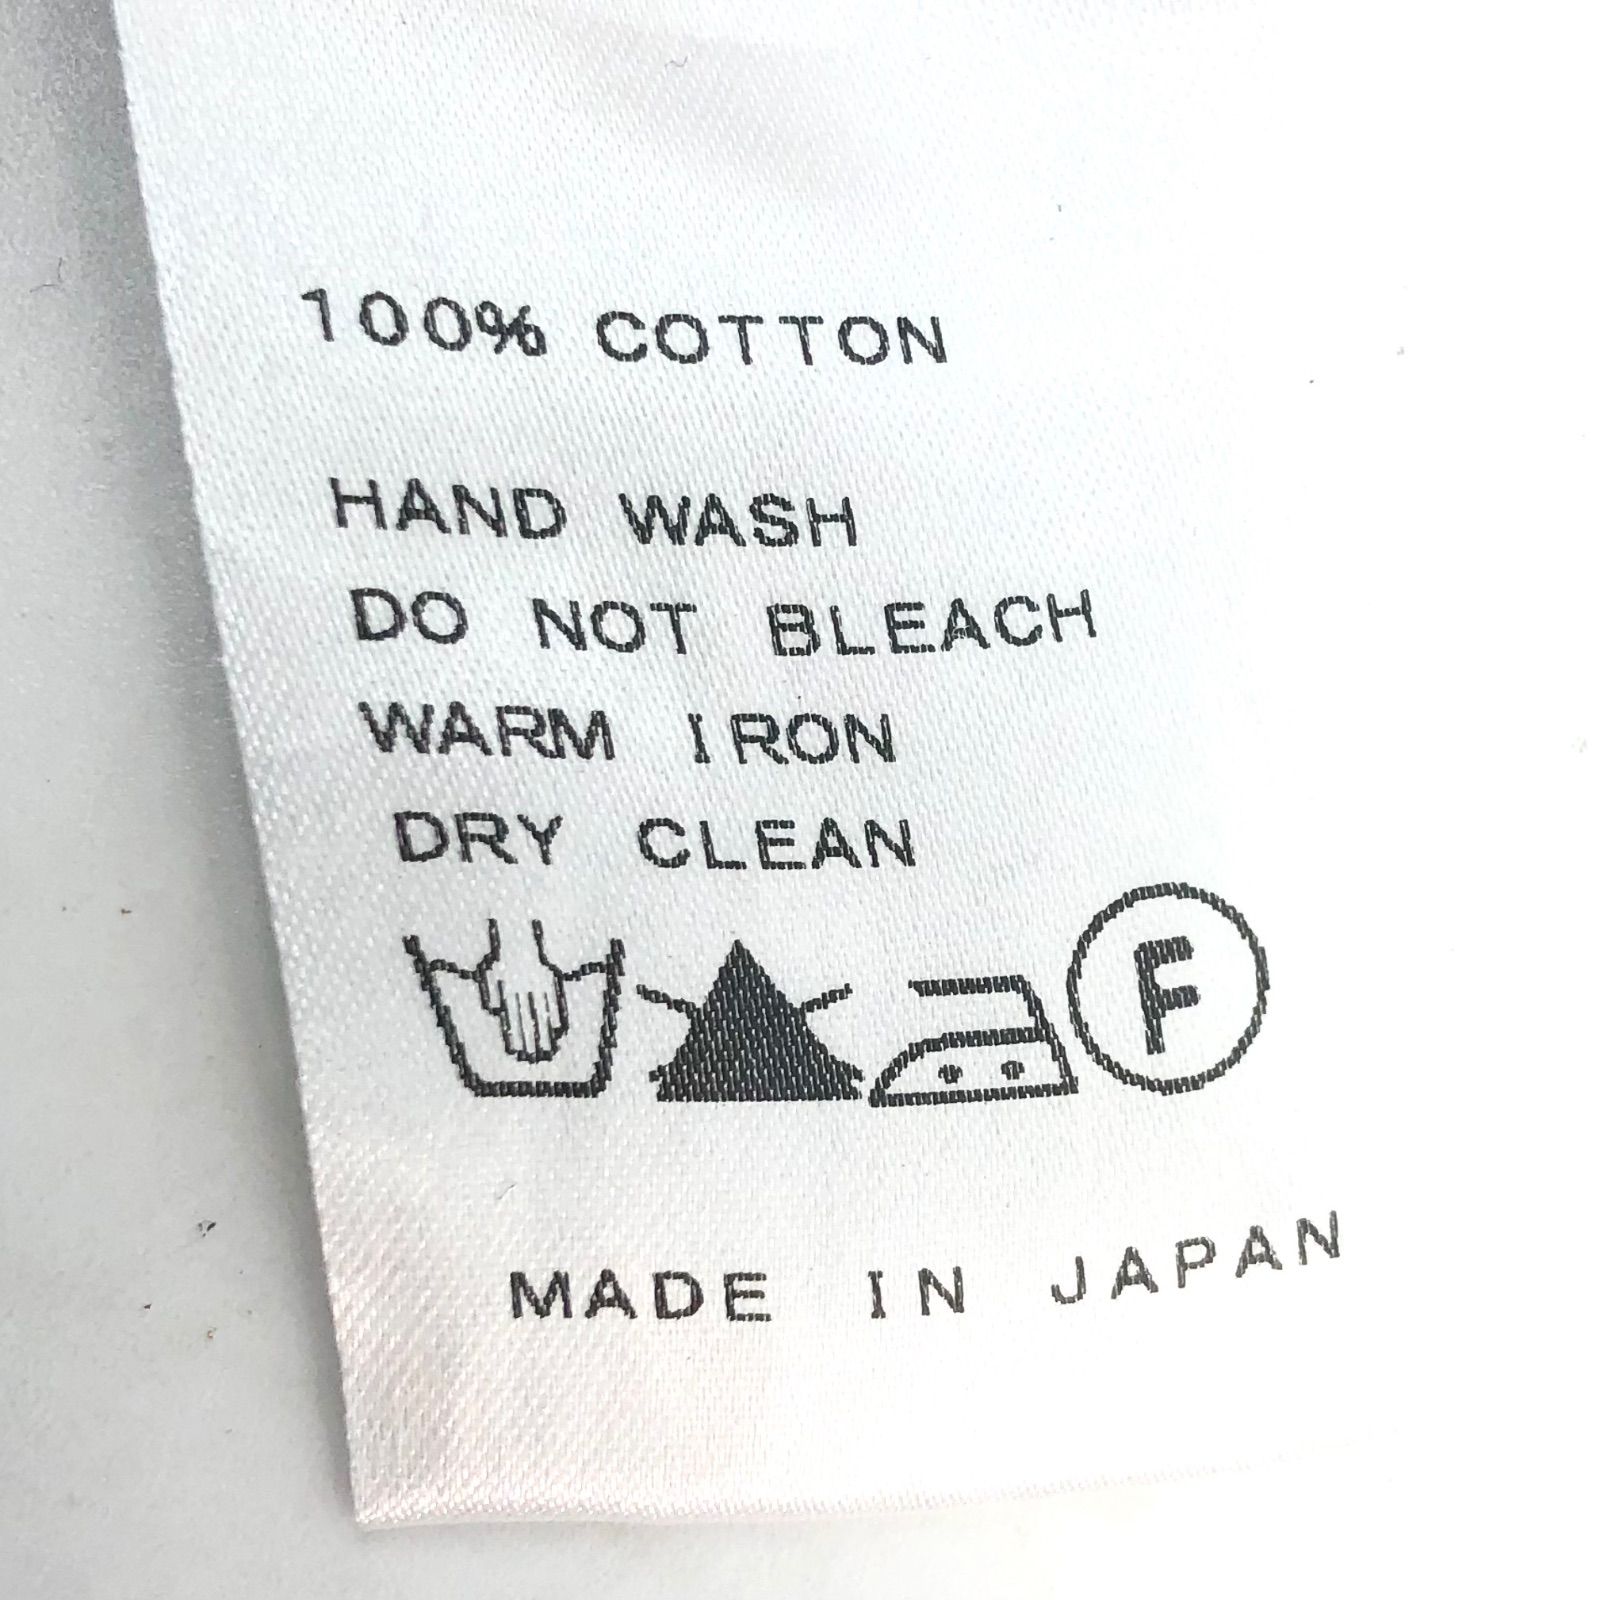 100% COTTON
HAND WASH
DO NOT BLEACH
WARM IRON
DRY CLEAN
F
MADE IN JAPAN